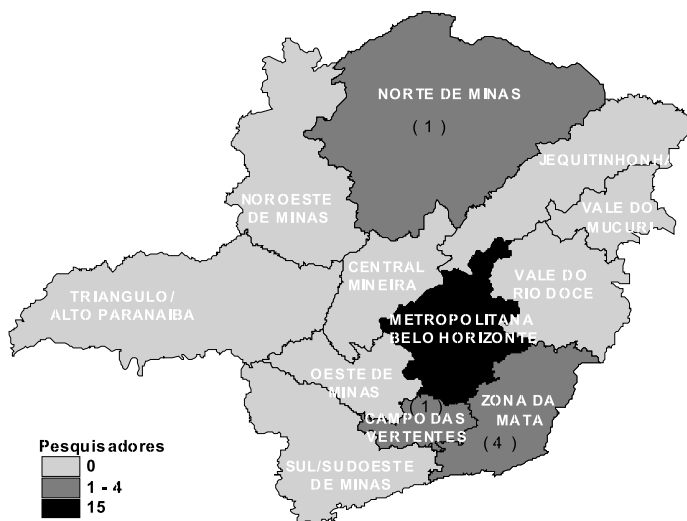 NORTE DE MINAS
( 1 )
JEQUITINHONHA
NOROESTE
DE MINAS
VALE DO
MUCURI
CENTRAL
MINEIRA
VALE DO
RIO DOCE
TRIANGULO/
ALTO PARANAIBA
METROPOLITANA
BELO HORIZONTE
OESTE DE
MINAS
ZONA DA
MATA
( 4 )
( 1 )
CAMPO DAS
VERTENTES
SUL/SUDOESTE
DE MINAS
Pesquisadores
0
1 - 4
15